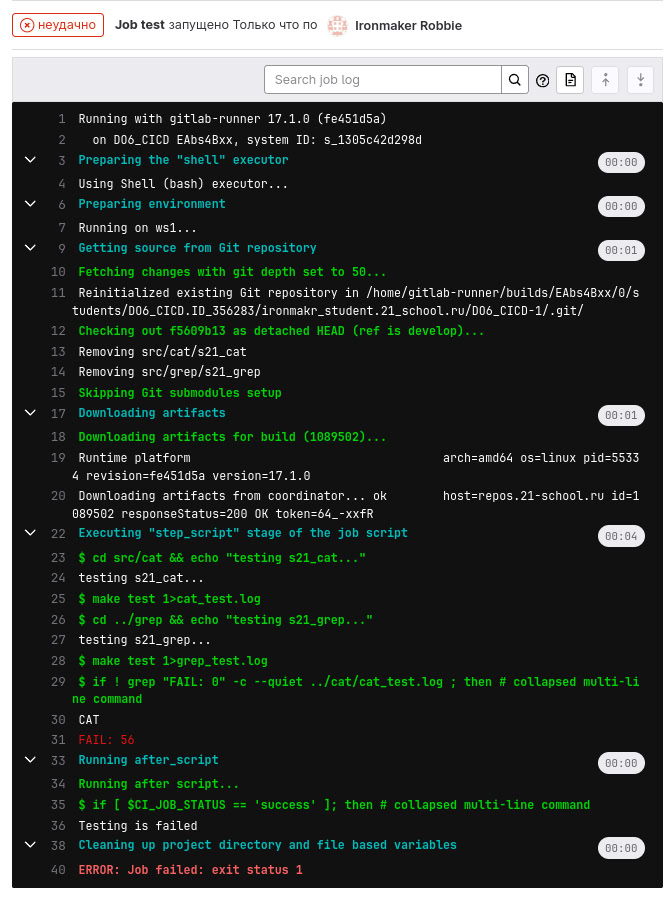 неудачно Job test запущено Только что по Ironmaker Robbie
Search job log
1 Running with gitlab-runner 17.1.0 (fe451d5a)
2 on DO6_CICD EAbs4Bxx, system ID: s_1305c42d298d
3 Preparing the "shell" executor 00:00
4 Using Shell (bash) executor...
6 Preparing environment 00:00
7 Running on ws1...
9 Getting source from Git repository 00:01
10 Fetching changes with git depth set to 50...
11 Reinitialized existing Git repository in /home/gitlab-runner/builds/EAbs4Bxx/0/s
tudents/DO6_CICD.ID_356283/ironmakr_student.21_school.ru/DO6_CICD-1/.git/
12 Checking out f5609b13 as detached HEAD (ref is develop)...
13 Removing src/cat/s21_cat
14 Removing src/grep/s21_grep
15 Skipping Git submodules setup
17 Downloading artifacts 00:01
18 Downloading artifacts for build (1089502)...
19 Runtime platform arch=amd64 os=linux pid=5533
4 revision=fe451d5a version=17.1.0
20 Downloading artifacts from coordinator... ok host=repos.21-school.ru id=1
089502 responseStatus=200 OK token=64_-xxfR
22 Executing "step_script" stage of the job script 00:04
23 $ cd src/cat && echo "testing s21_cat..."
24 testing s21_cat...
25 $ make test 1>cat_test.log
26 $ cd ../grep && echo "testing s21_grep..."
27 testing s21_grep...
28 $ make test 1>grep_test.log
29 $ if ! grep "FAIL: 0" -c --quiet ../cat/cat_test.log ; then # collapsed multi-li
ne command
30 CAT
31 FAIL: 56
33 Running after_script 00:00
34 Running after script...
35 $ if [ $CI_JOB_STATUS == 'success' ]; then # collapsed multi-line command
36 Testing is failed
38 Cleaning up project directory and file based variables 00:00
40 ERROR: Job failed: exit status 1